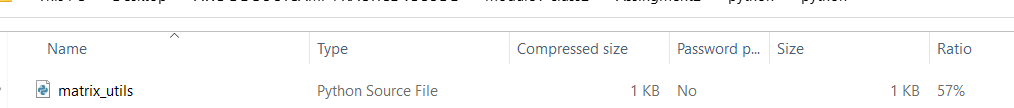 Name Type Compressed size Password p... Size Ratio
matrix_utils Python Source File 1 KB No 1 KB 57%